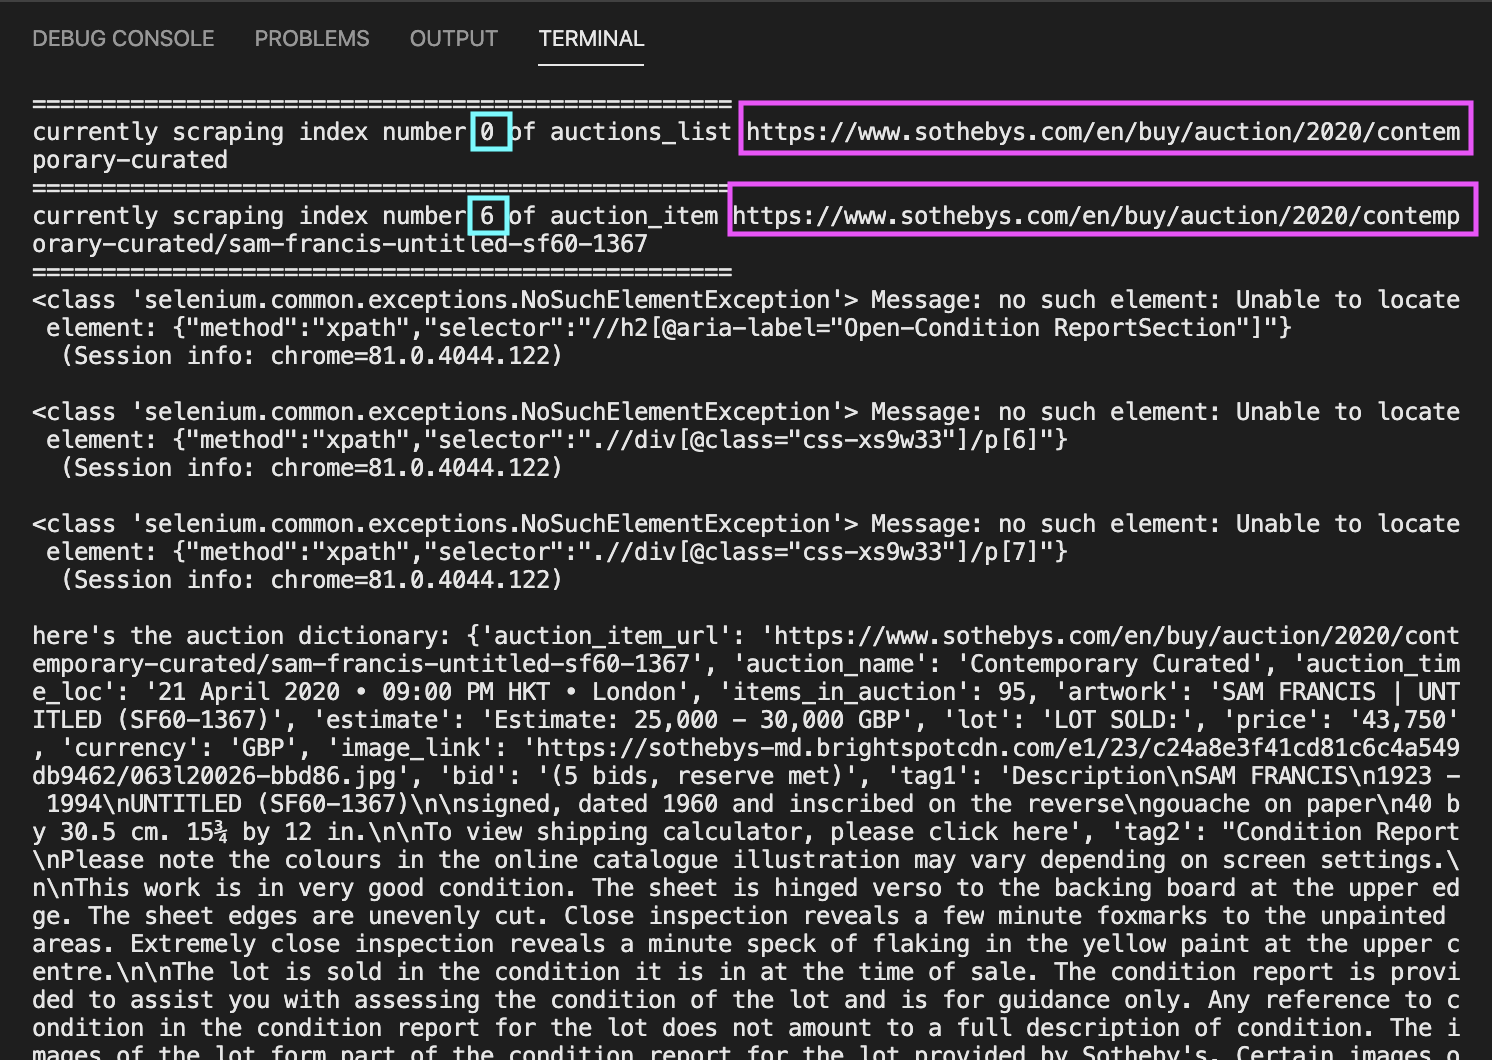 DEBUG CONSOLE PROBLEMS OUTPUT TERMINAL
==================================================
currently scraping index number 0 of auctions_list https://www.sothebys.com/en/buy/auction/2020/contem
porary-curated
==================================================
currently scraping index number 6 of auction_item https://www.sothebys.com/en/buy/auction/2020/contemp
orary-curated/sam-francis-untitled-sf60-1367
==================================================
<class 'selenium.common.exceptions.NoSuchElementException'> Message: no such element: Unable to locate
 element: {"method":"xpath","selector":"//h2[@aria-label="Open-Condition ReportSection"]"}
  (Session info: chrome=81.0.4044.122)

<class 'selenium.common.exceptions.NoSuchElementException'> Message: no such element: Unable to locate
 element: {"method":"xpath","selector":".//div[@class="css-xs9w33"]/p[6]"}
  (Session info: chrome=81.0.4044.122)

<class 'selenium.common.exceptions.NoSuchElementException'> Message: no such element: Unable to locate
 element: {"method":"xpath","selector":".//div[@class="css-xs9w33"]/p[7]"}
  (Session info: chrome=81.0.4044.122)

here's the auction dictionary: {'auction_item_url': 'https://www.sothebys.com/en/buy/auction/2020/cont
emporary-curated/sam-francis-untitled-sf60-1367', 'auction_name': 'Contemporary Curated', 'auction_tim
e_loc': '21 April 2020 • 09:00 PM HKT • London', 'items_in_auction': 95, 'artwork': 'SAM FRANCIS | UNT
ITLED (SF60-1367)', 'estimate': 'Estimate: 25,000 – 30,000 GBP', 'lot': 'LOT SOLD:', 'price': '43,750'
, 'currency': 'GBP', 'image_link': 'https://sothebys-md.brightspotcdn.com/e1/23/c24a8e3f41cd81c6c4a549
db9462/063l20026-bbd86.jpg', 'bid': '(5 bids, reserve met)', 'tag1': 'Description\nSAM FRANCIS\n1923 –
 1994\nUNTITLED (SF60-1367)\n\nsigned, dated 1960 and inscribed on the reverse\ngouache on paper\n40 b
y 30.5 cm. 15¾ by 12 in.\n\nTo view shipping calculator, please click here', 'tag2': "Condition Report
\nPlease note the colours in the online catalogue illustration may vary depending on screen settings.\
n\nThis work is in very good condition. The sheet is hinged verso to the backing board at the upper ed
ge. The sheet edges are unevenly cut. Close inspection reveals a few minute foxmarks to the unpainted
areas. Extremely close inspection reveals a minute speck of flaking in the yellow paint at the upper c
entre.\n\nThe lot is sold in the condition it is in at the time of sale. The condition report is provi
ded to assist you with assessing the condition of the lot and is for guidance only. Any reference to c
ondition in the condition report for the lot does not amount to a full description of condition. The i
mages of the lot form part of the condition report for the lot provided by Sotheby's. Certain images o